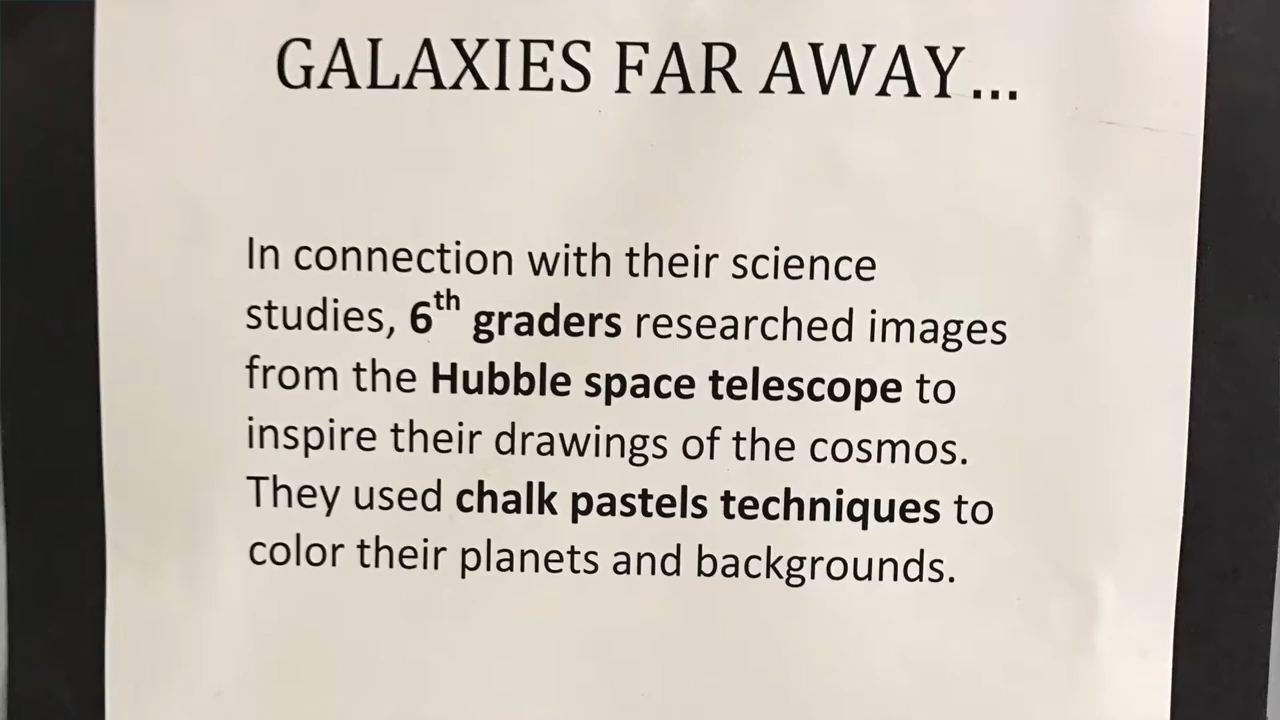 GALAXIES FAR AWAY...
In connection with their science
studies, 6th graders researched images
from the Hubble space telescope to
inspire their drawings of the cosmos.
They used chalk pastels techniques to
color their planets and backgrounds.